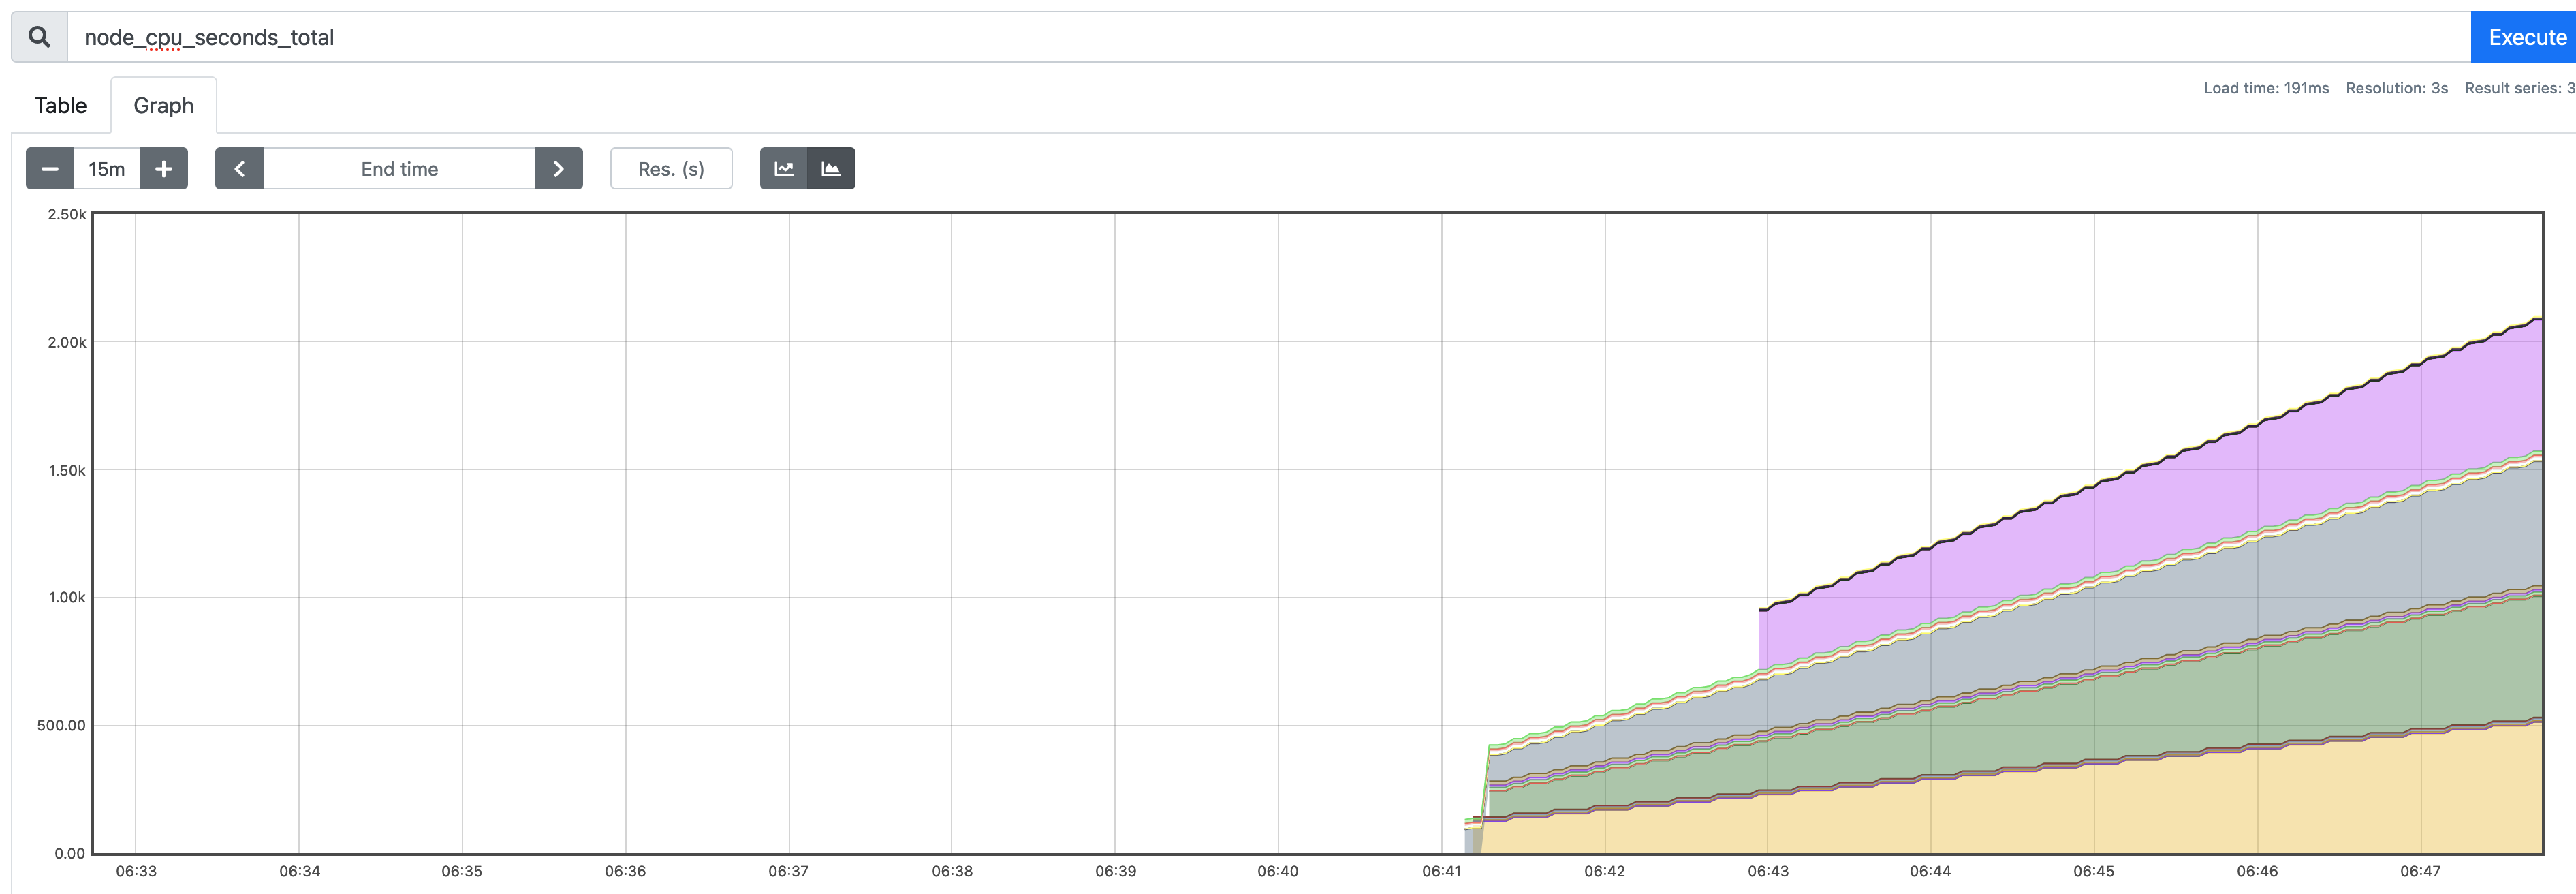 node_cpu_seconds_total
Execute
Table
Graph
Load time: 191ms Resolution: 3s Result series: 3
15m
End time
Res. (s)
2.50k
2.00k
1.50k
1.00k
500.00
0.00
06:33 06:34 06:35 06:36 06:37 06:38 06:39 06:40 06:41 06:42 06:43 06:44 06:45 06:46 06:47